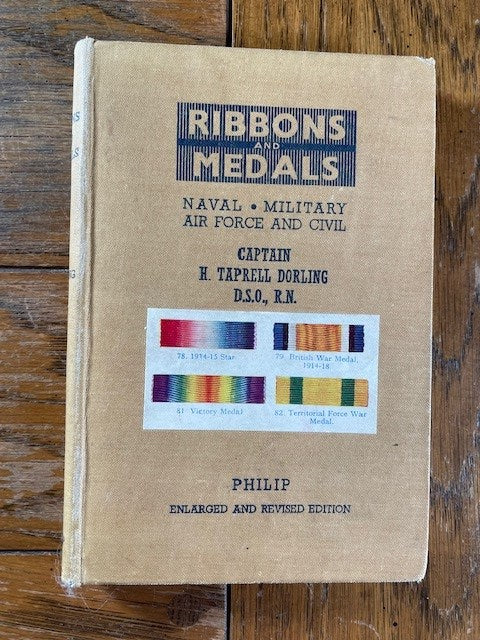 RIBBONS
AND
MEDALS
NAVAL • MILITARY
AIR FORCE AND CIVIL
CAPTAIN
H. TAPRELL DORLING
D.S.O., R.N.
78. 1914-15 Star.
79. British War Medal,
1914-18.
81. Victory Medal
82. Territorial Force War
Medal.
PHILIP
ENLARGED AND REVISED EDITION